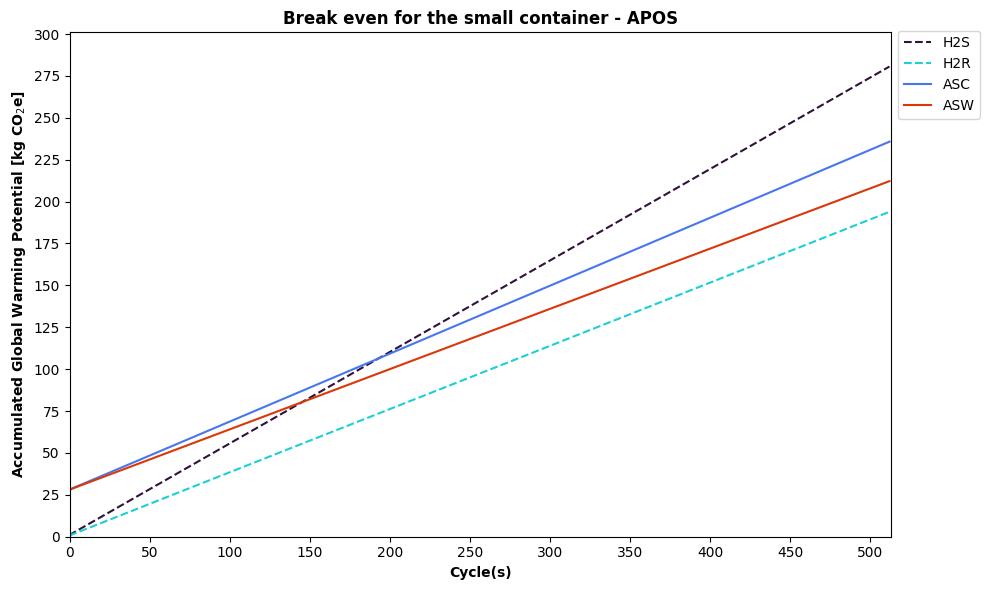 Break even for the small container - APOS
H2S
H2R
ASC
ASW
Accumulated Global Warming Potential [kg CO₂e]
300
275
250
225
200
175
150
125
100
75
50
25
0
0 50 100 150 200 250 300 350 400 450 500
Cycle(s)